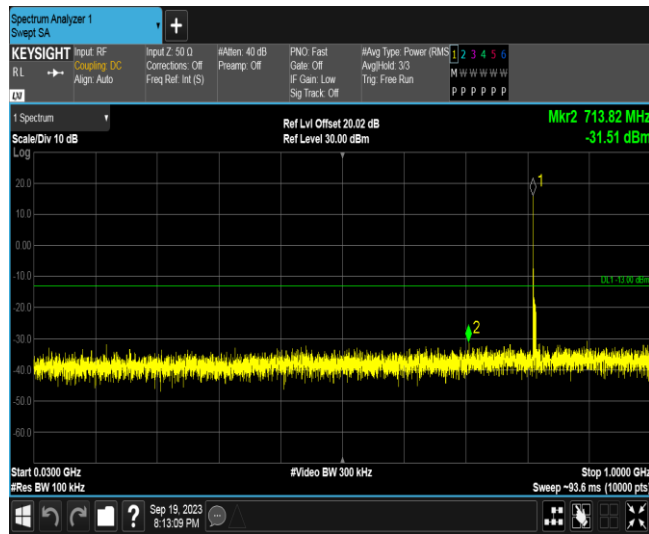 Spectrum Analyzer 1
Swept SA
KEYSIGHT
RL
LXI
Input: RF
Coupling: DC
Align: Auto
Input Z: 50 Ω
Corrections: Off
Freq Ref: Int (S)
#Atten: 40 dB
Preamp: Off
PNO: Fast
Gate: Off
IF Gain: Low
Sig Track: Off
#Avg Type: Power (RMS
Avg|Hold: 3/3
Trig: Free Run
1 2 3 4 5 6
M W W W W W
P P P P P P
1 Spectrum
Scale/Div 10 dB
Log
Ref Lvl Offset 20.02 dB
Ref Level 30.00 dBm
Mkr2 713.82 MHz
-31.51 dBm
20.0
10.0
0.00
-10.0
-20.0
-30.0
-40.0
-50.0
-60.0
1
DL1 -13.00 dBm
2
Start 0.0300 GHz
#Res BW 100 kHz
#Video BW 300 kHz
Stop 1.0000 GHz
Sweep ~93.6 ms (10000 pts)
?
Sep 19, 2023
8:13:09 PM